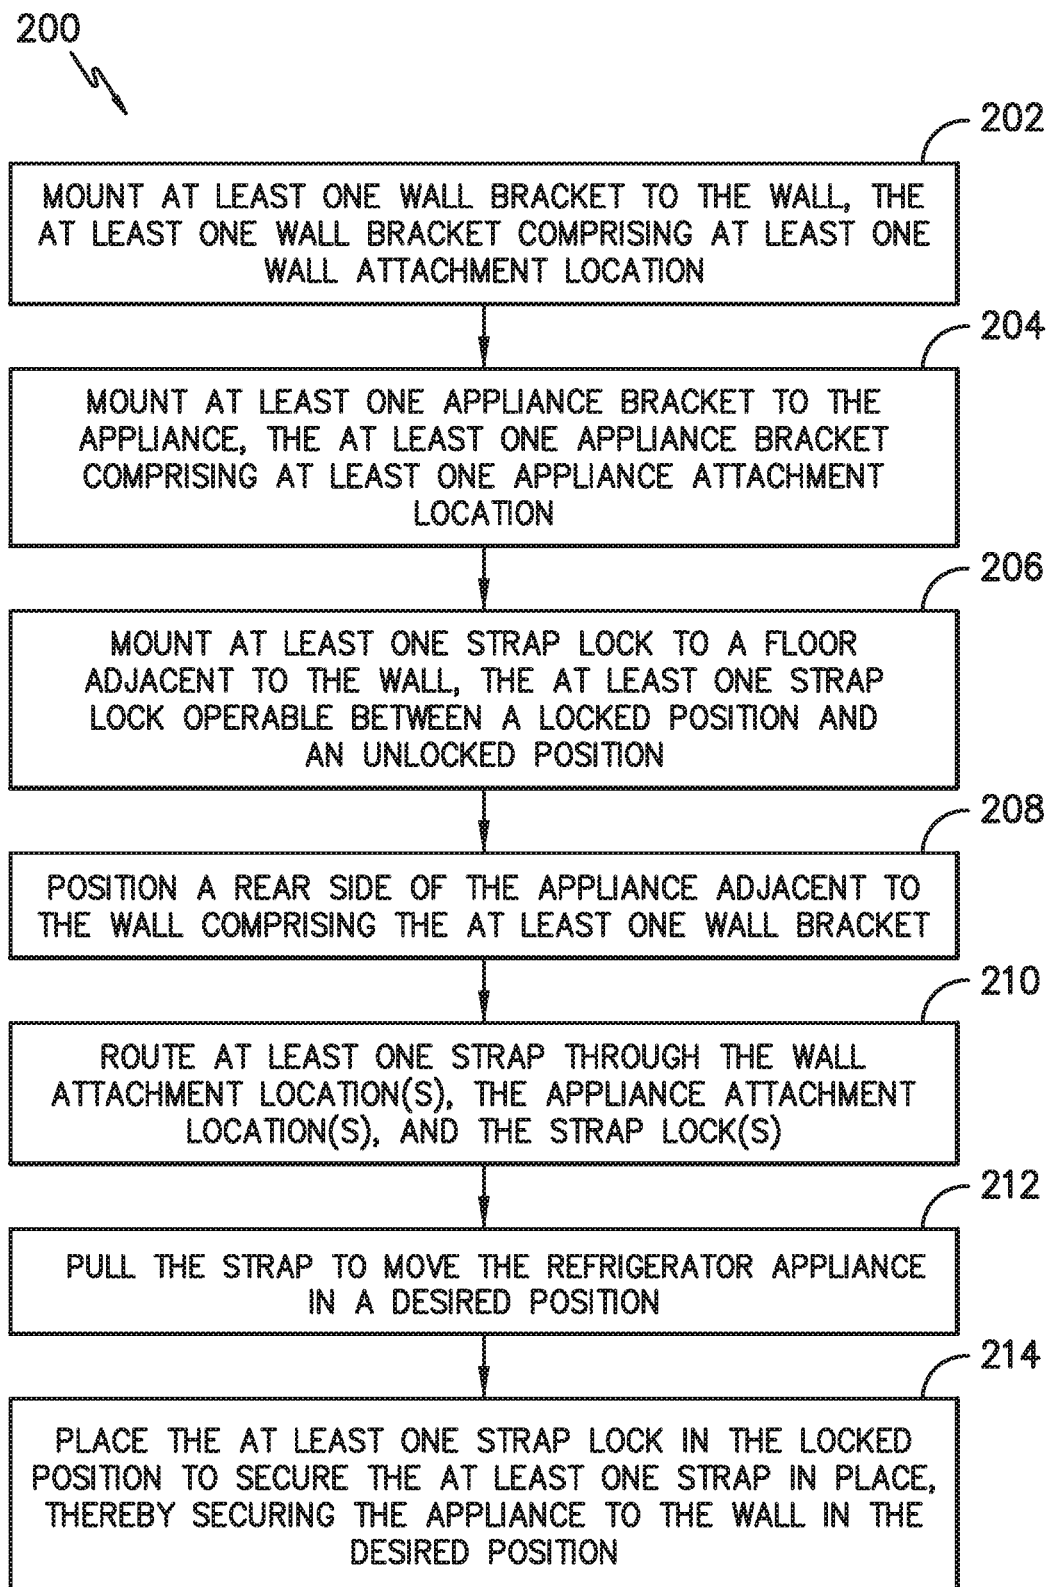 200
202
MOUNT AT LEAST ONE WALL BRACKET TO THE WALL, THE
AT LEAST ONE WALL BRACKET COMPRISING AT LEAST ONE
WALL ATTACHMENT LOCATION
204
MOUNT AT LEAST ONE APPLIANCE BRACKET TO THE
APPLIANCE, THE AT LEAST ONE APPLIANCE BRACKET
COMPRISING AT LEAST ONE APPLIANCE ATTACHMENT
LOCATION
206
MOUNT AT LEAST ONE STRAP LOCK TO A FLOOR
ADJACENT TO THE WALL, THE AT LEAST ONE STRAP
LOCK OPERABLE BETWEEN A LOCKED POSITION AND
AN UNLOCKED POSITION
208
POSITION A REAR SIDE OF THE APPLIANCE ADJACENT TO
THE WALL COMPRISING THE AT LEAST ONE WALL BRACKET
210
ROUTE AT LEAST ONE STRAP THROUGH THE WALL
ATTACHMENT LOCATION(S), THE APPLIANCE ATTACHMENT
LOCATION(S), AND THE STRAP LOCK(S)
212
PULL THE STRAP TO MOVE THE REFRIGERATOR APPLIANCE
IN A DESIRED POSITION
214
PLACE THE AT LEAST ONE STRAP LOCK IN THE LOCKED
POSITION TO SECURE THE AT LEAST ONE STRAP IN PLACE,
THEREBY SECURING THE APPLIANCE TO THE WALL IN THE
DESIRED POSITION